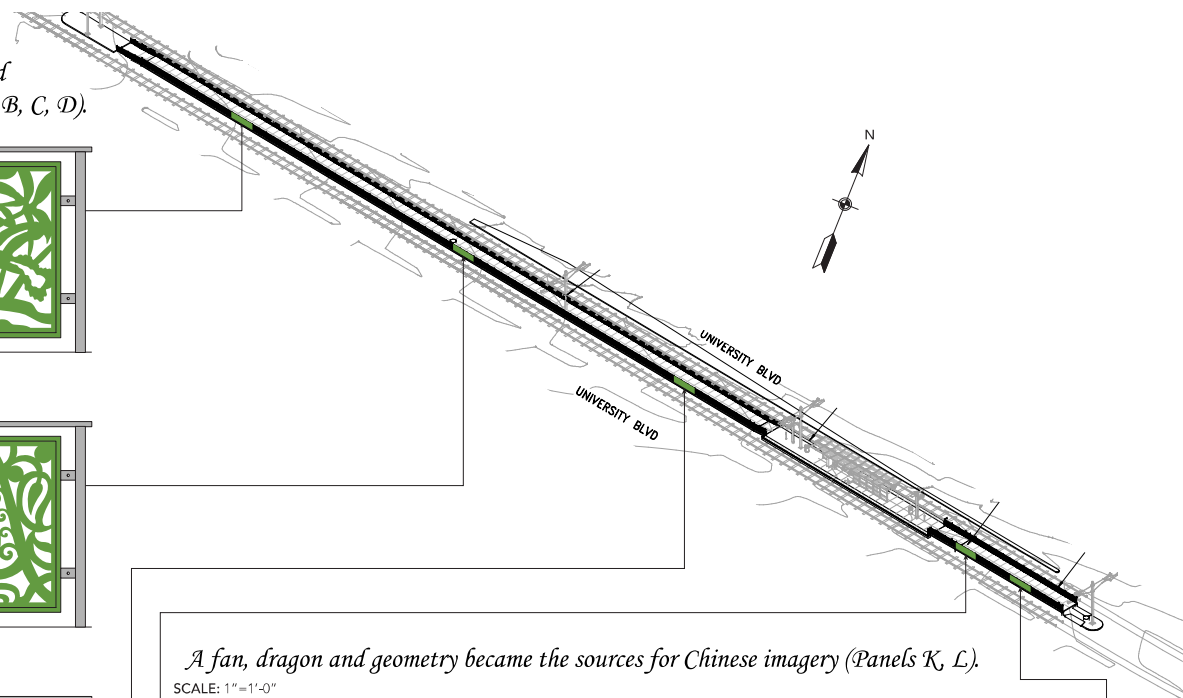 N
B, C, D).
UNIVERSITY BLVD
UNIVERSITY BLVD
A fan, dragon and geometry became the sources for Chinese imagery (Panels K, L).
SCALE: 1"=1'-0"